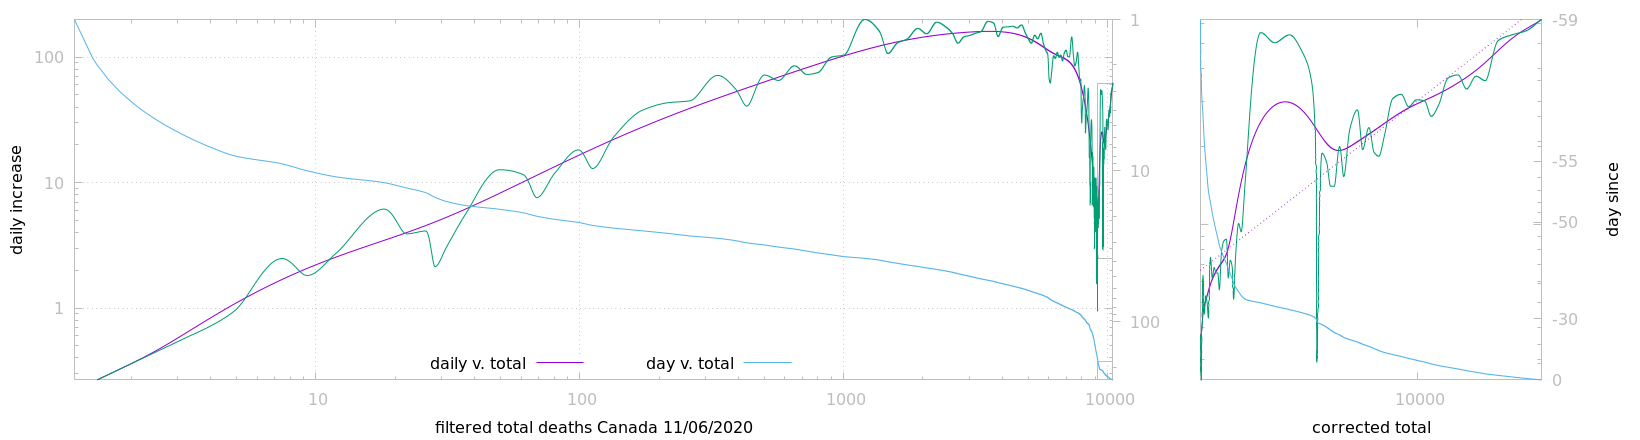 100
10
1
daily increase
1
10
100
daily v. total
day v. total
10
100
1000
10000
filtered total deaths Canada 11/06/2020
-59
-55
-50
-30
0
day since
10000
corrected total